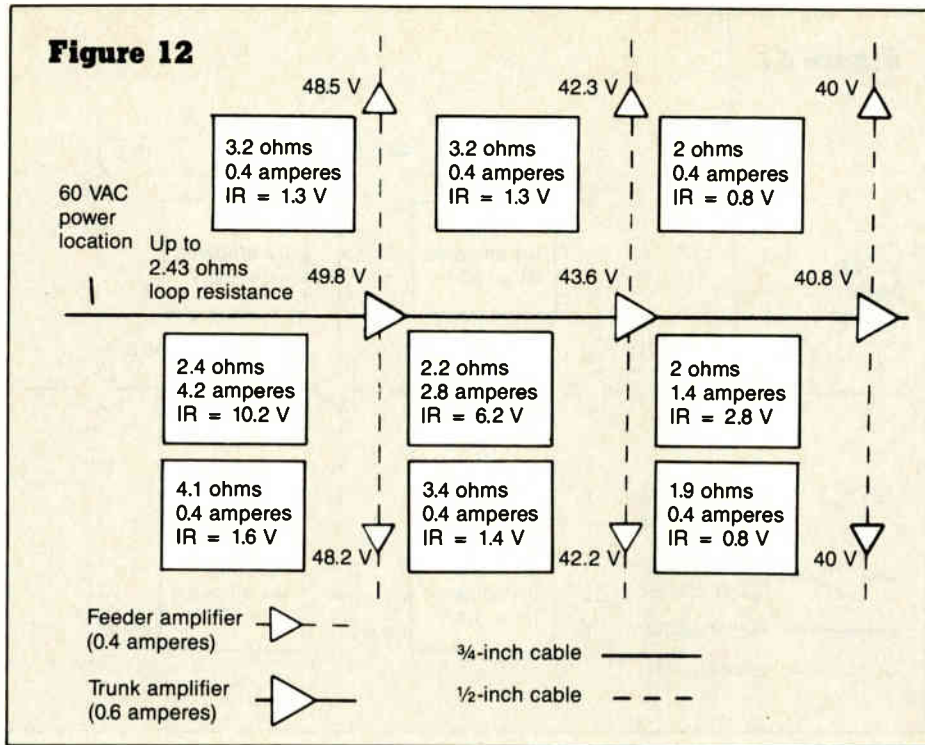 Figure 12
48.5 V
42.3 V
40 V
3.2 ohms
0.4 amperes
IR = 1.3 V
3.2 ohms
0.4 amperes
IR = 1.3 V
2 ohms
0.4 amperes
IR = 0.8 V
60 VAC
power
location
Up to
2.43 ohms
loop resistance
49.8 V
43.6 V
40.8 V
2.4 ohms
4.2 amperes
IR = 10.2 V
2.2 ohms
2.8 amperes
IR = 6.2 V
2 ohms
1.4 amperes
IR = 2.8 V
4.1 ohms
0.4 amperes
IR = 1.6 V
3.4 ohms
0.4 amperes
IR = 1.4 V
1.9 ohms
0.4 amperes
IR = 0.8 V
48.2 V
42.2 V
40 V
Feeder amplifier
(0.4 amperes)
Trunk amplifier
(0.6 amperes)
¾-inch cable
½-inch cable